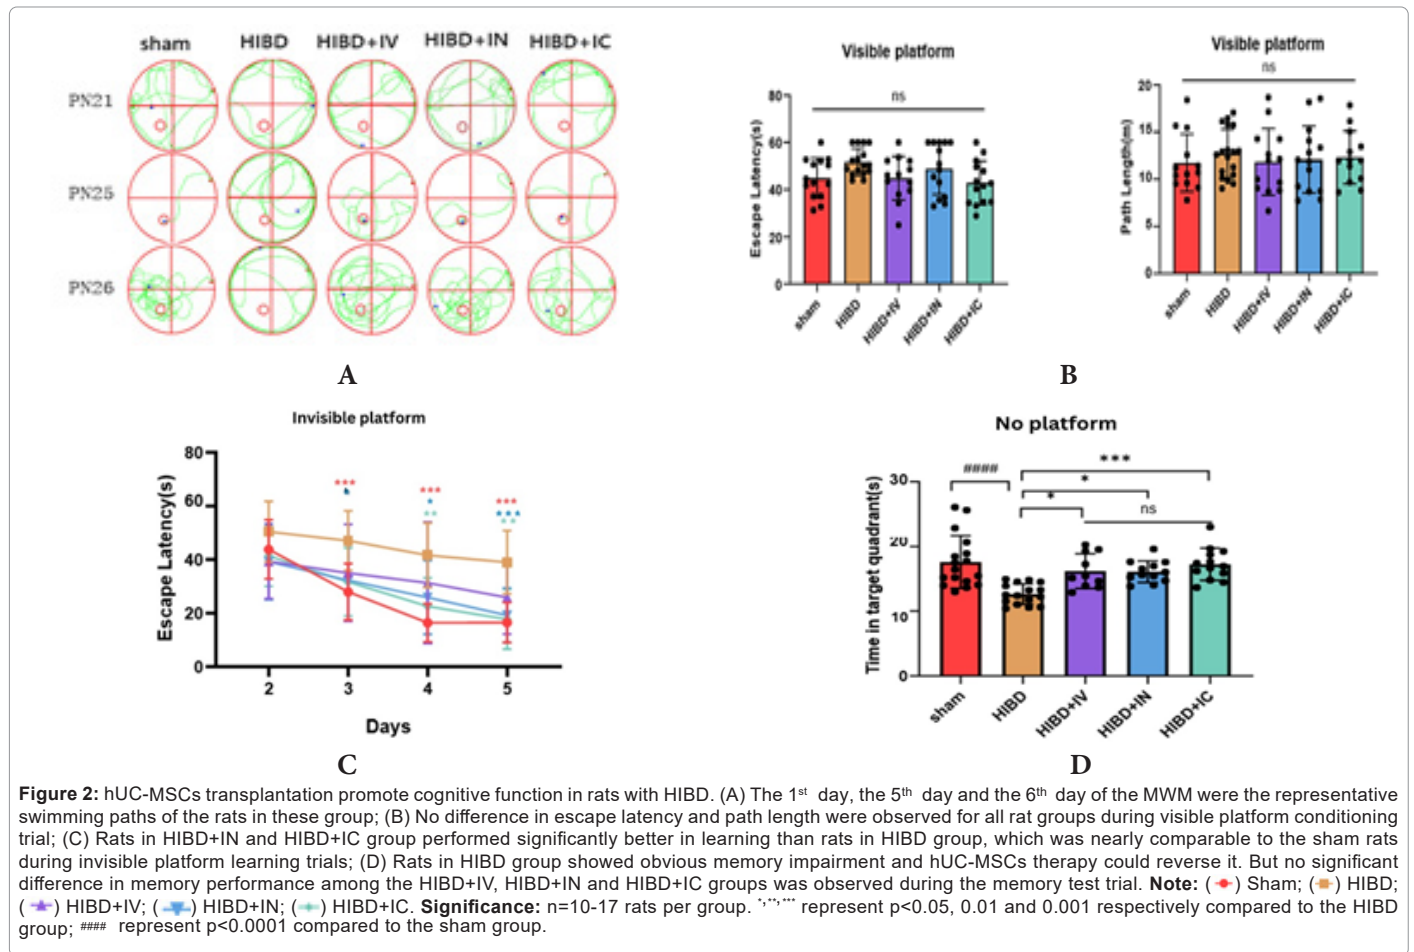 sham HIBD HIBD+IV HIBD+IN HIBD+IC
PN21
PN25
PN26
A
Visible platform
ns
Escape Latency(s)
80
60
40
20
0
sham HIBD HIBD+IV HIBD+IN HIBD+IC
Visible platform
ns
Path Length(m)
20
15
10
5
0
sham HIBD HIBD+IV HIBD+IN HIBD+IC
B
Invisible platform
Escape Latency(s)
80
60
40
20
0
*** *
*** * **
*** *** **
2 3 4 5
Days
C
No platform
Time in target quadrant(s)
30
20
10
0
####
***
*
*
ns
sham HIBD HIBD+IV HIBD+IN HIBD+IC
D
Figure 2: hUC-MSCs transplantation promote cognitive function in rats with HIBD. (A) The 1st day, the 5th day and the 6th day of the MWM were the representative
swimming paths of the rats in these group; (B) No difference in escape latency and path length were observed for all rat groups during visible platform conditioning
trial; (C) Rats in HIBD+IN and HIBD+IC group performed significantly better in learning than rats in HIBD group, which was nearly comparable to the sham rats
during invisible platform learning trials; (D) Rats in HIBD group showed obvious memory impairment and hUC-MSCs therapy could reverse it. But no significant
difference in memory performance among the HIBD+IV, HIBD+IN and HIBD+IC groups was observed during the memory test trial. Note: ( ) Sham; ( ) HIBD;
( ) HIBD+IV; ( ) HIBD+IN; ( ) HIBD+IC. Significance: n=10-17 rats per group. *,**,*** represent p<0.05, 0.01 and 0.001 respectively compared to the HIBD
group; #### represent p<0.0001 compared to the sham group.